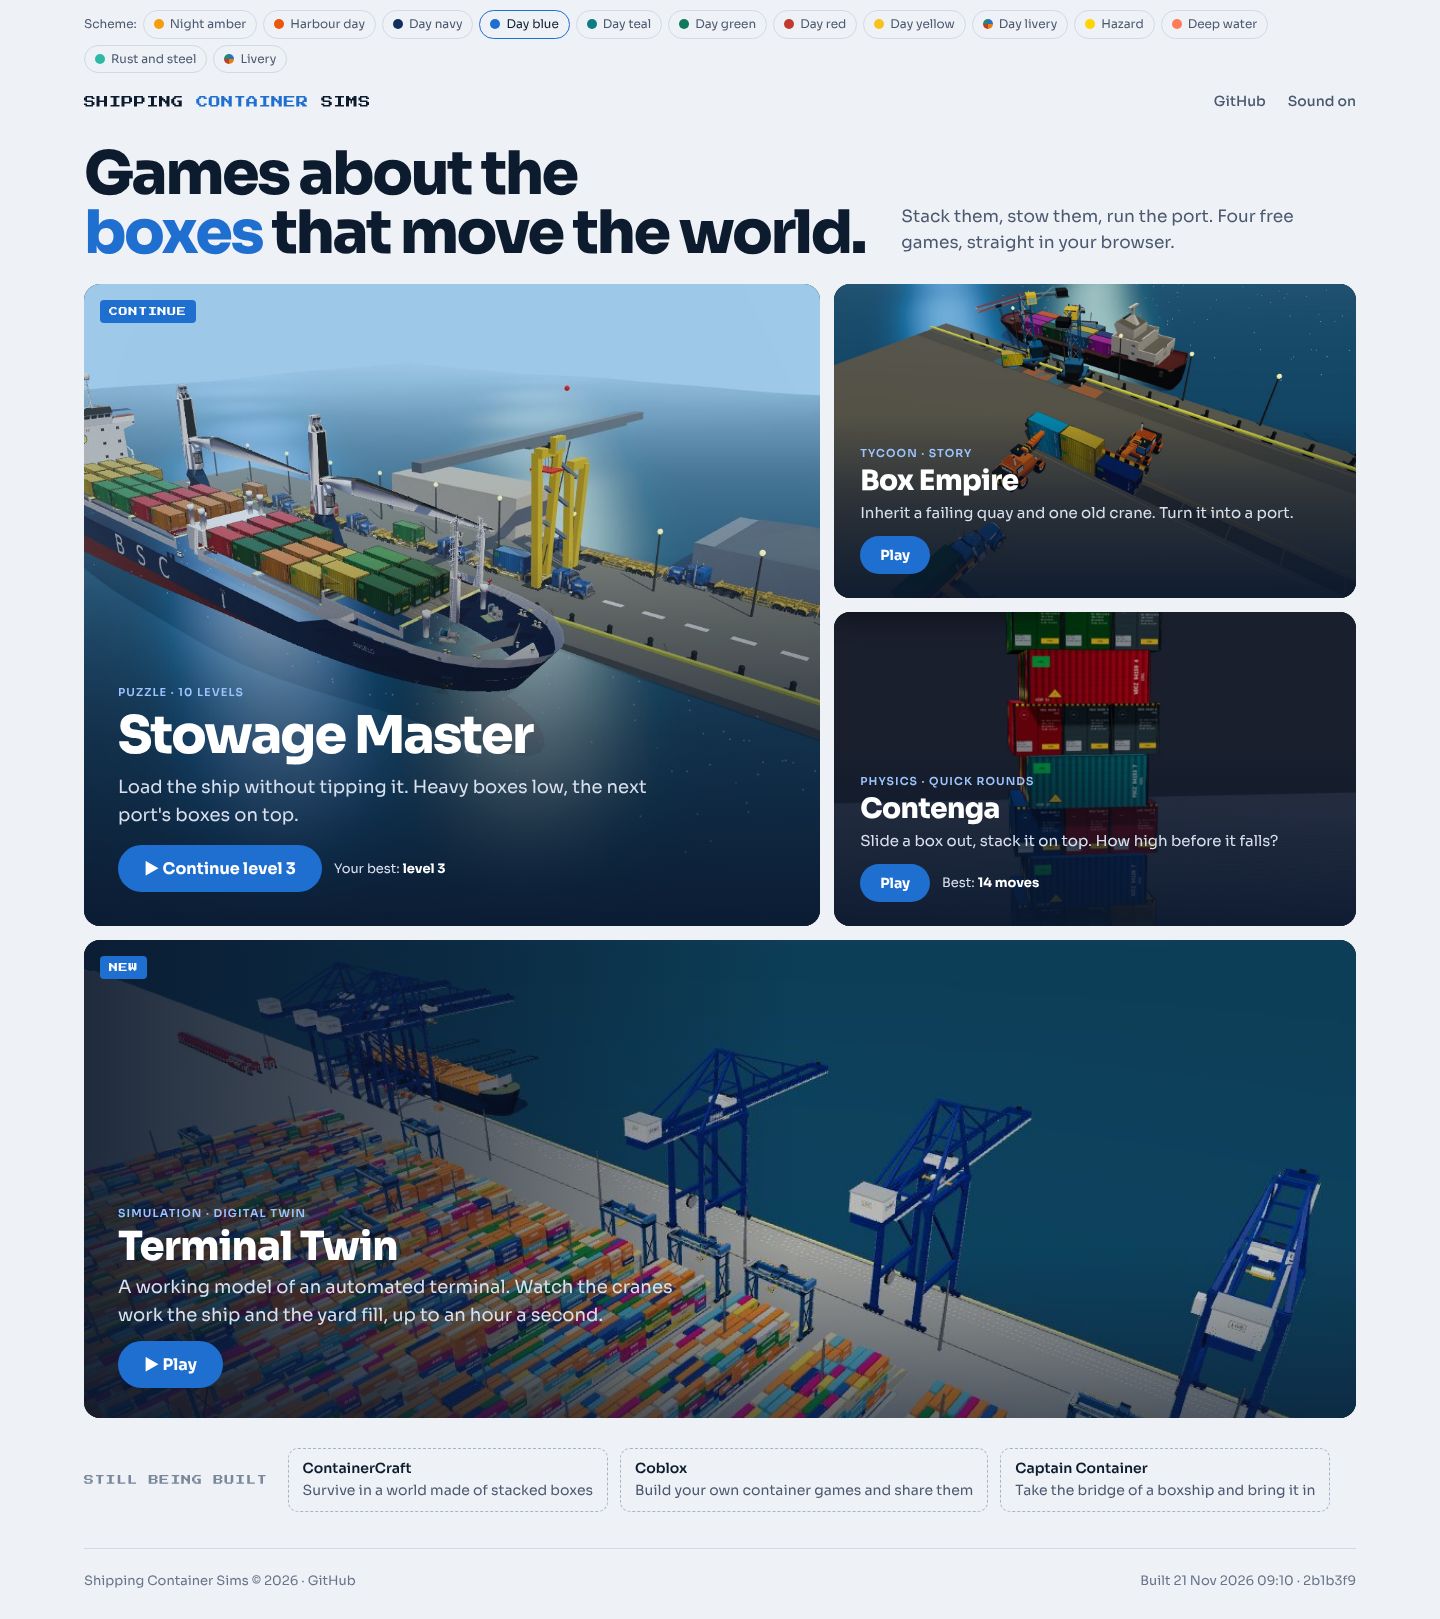 Scheme: Night amber Harbour day Day navy Day blue Day teal Day green Day red Day yellow Day livery Hazard Deep water
Rust and steel Livery
SHIPPING CONTAINER SIMS
GitHub Sound on
Games about the
boxes that move the world.
Stack them, stow them, run the port. Four free
games, straight in your browser.
CONTINUE
BSC
PUZZLE · 10 LEVELS
Stowage Master
Load the ship without tipping it. Heavy boxes low, the next
port's boxes on top.
▶ Continue level 3
Your best: level 3
TYCOON · STORY
Box Empire
Inherit a failing quay and one old crane. Turn it into a port.
Play
PHYSICS · QUICK ROUNDS
Contenga
Slide a box out, stack it on top. How high before it falls?
Play
Best: 14 moves
NEW
SIMULATION · DIGITAL TWIN
Terminal Twin
A working model of an automated terminal. Watch the cranes
work the ship and the yard fill, up to an hour a second.
▶ Play
STILL BEING BUILT
ContainerCraft
Survive in a world made of stacked boxes
Coblox
Build your own container games and share them
Captain Container
Take the bridge of a boxship and bring it in
Shipping Container Sims © 2026 · GitHub
Built 21 Nov 2026 09:10 · 2b1b3f9